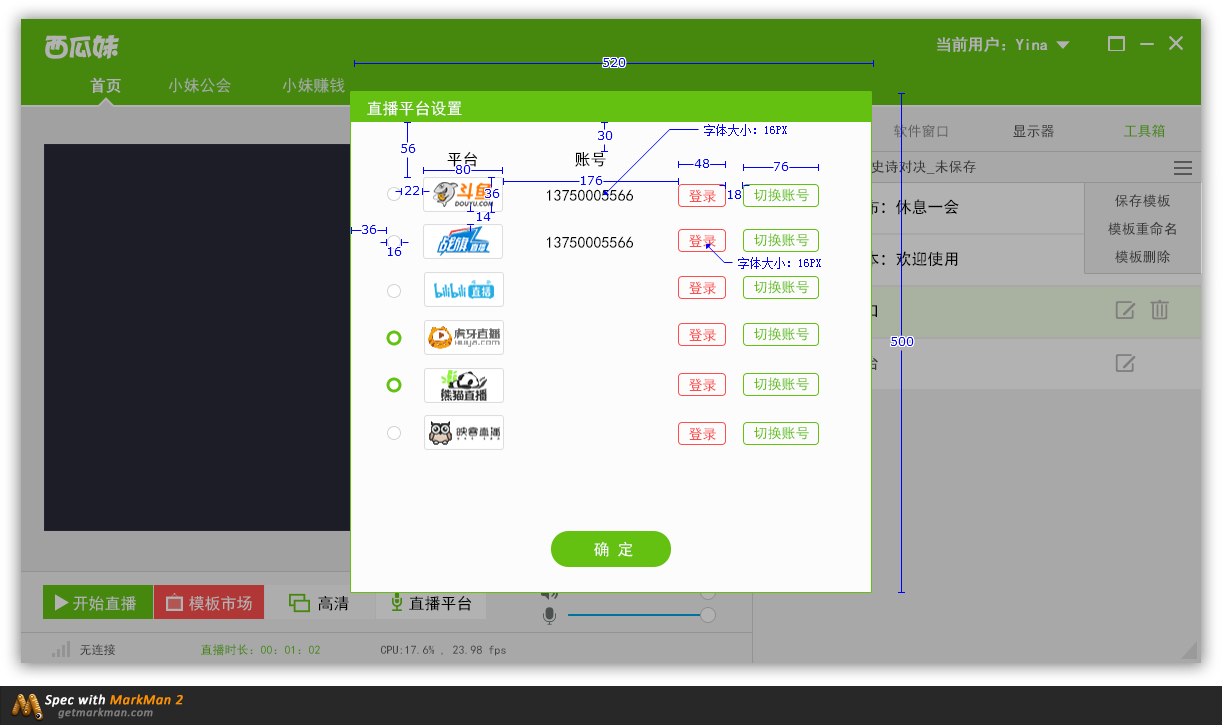 西瓜妹
当前用户：Yina
首页 小妹公会 小妹赚钱
520
直播平台设置
字体大小：16PX
软件窗口 显示器 工具箱
56 30
平台 账号
史诗对决_未保存
80 48 76
176
22 36 斗鱼 DOUYU.COM 13750005566 登录 18 切换账号
保存模板
布：休息一会
14
模板重命名
36 战旗直播 13750005566 登录 切换账号
16
字体大小：16PX
本：欢迎使用
模板删除
bilibili 直播 登录 切换账号
口
虎牙直播 HUYA.com 登录 切换账号
500
台
熊猫直播 登录 切换账号
映客直播 登录 切换账号
确 定
开始直播 模板市场 高清 直播平台
无连接 直播时长：00：01：02 CPU:17.6% , 23.98 fps
Spec with MarkMan 2
getmarkman.com